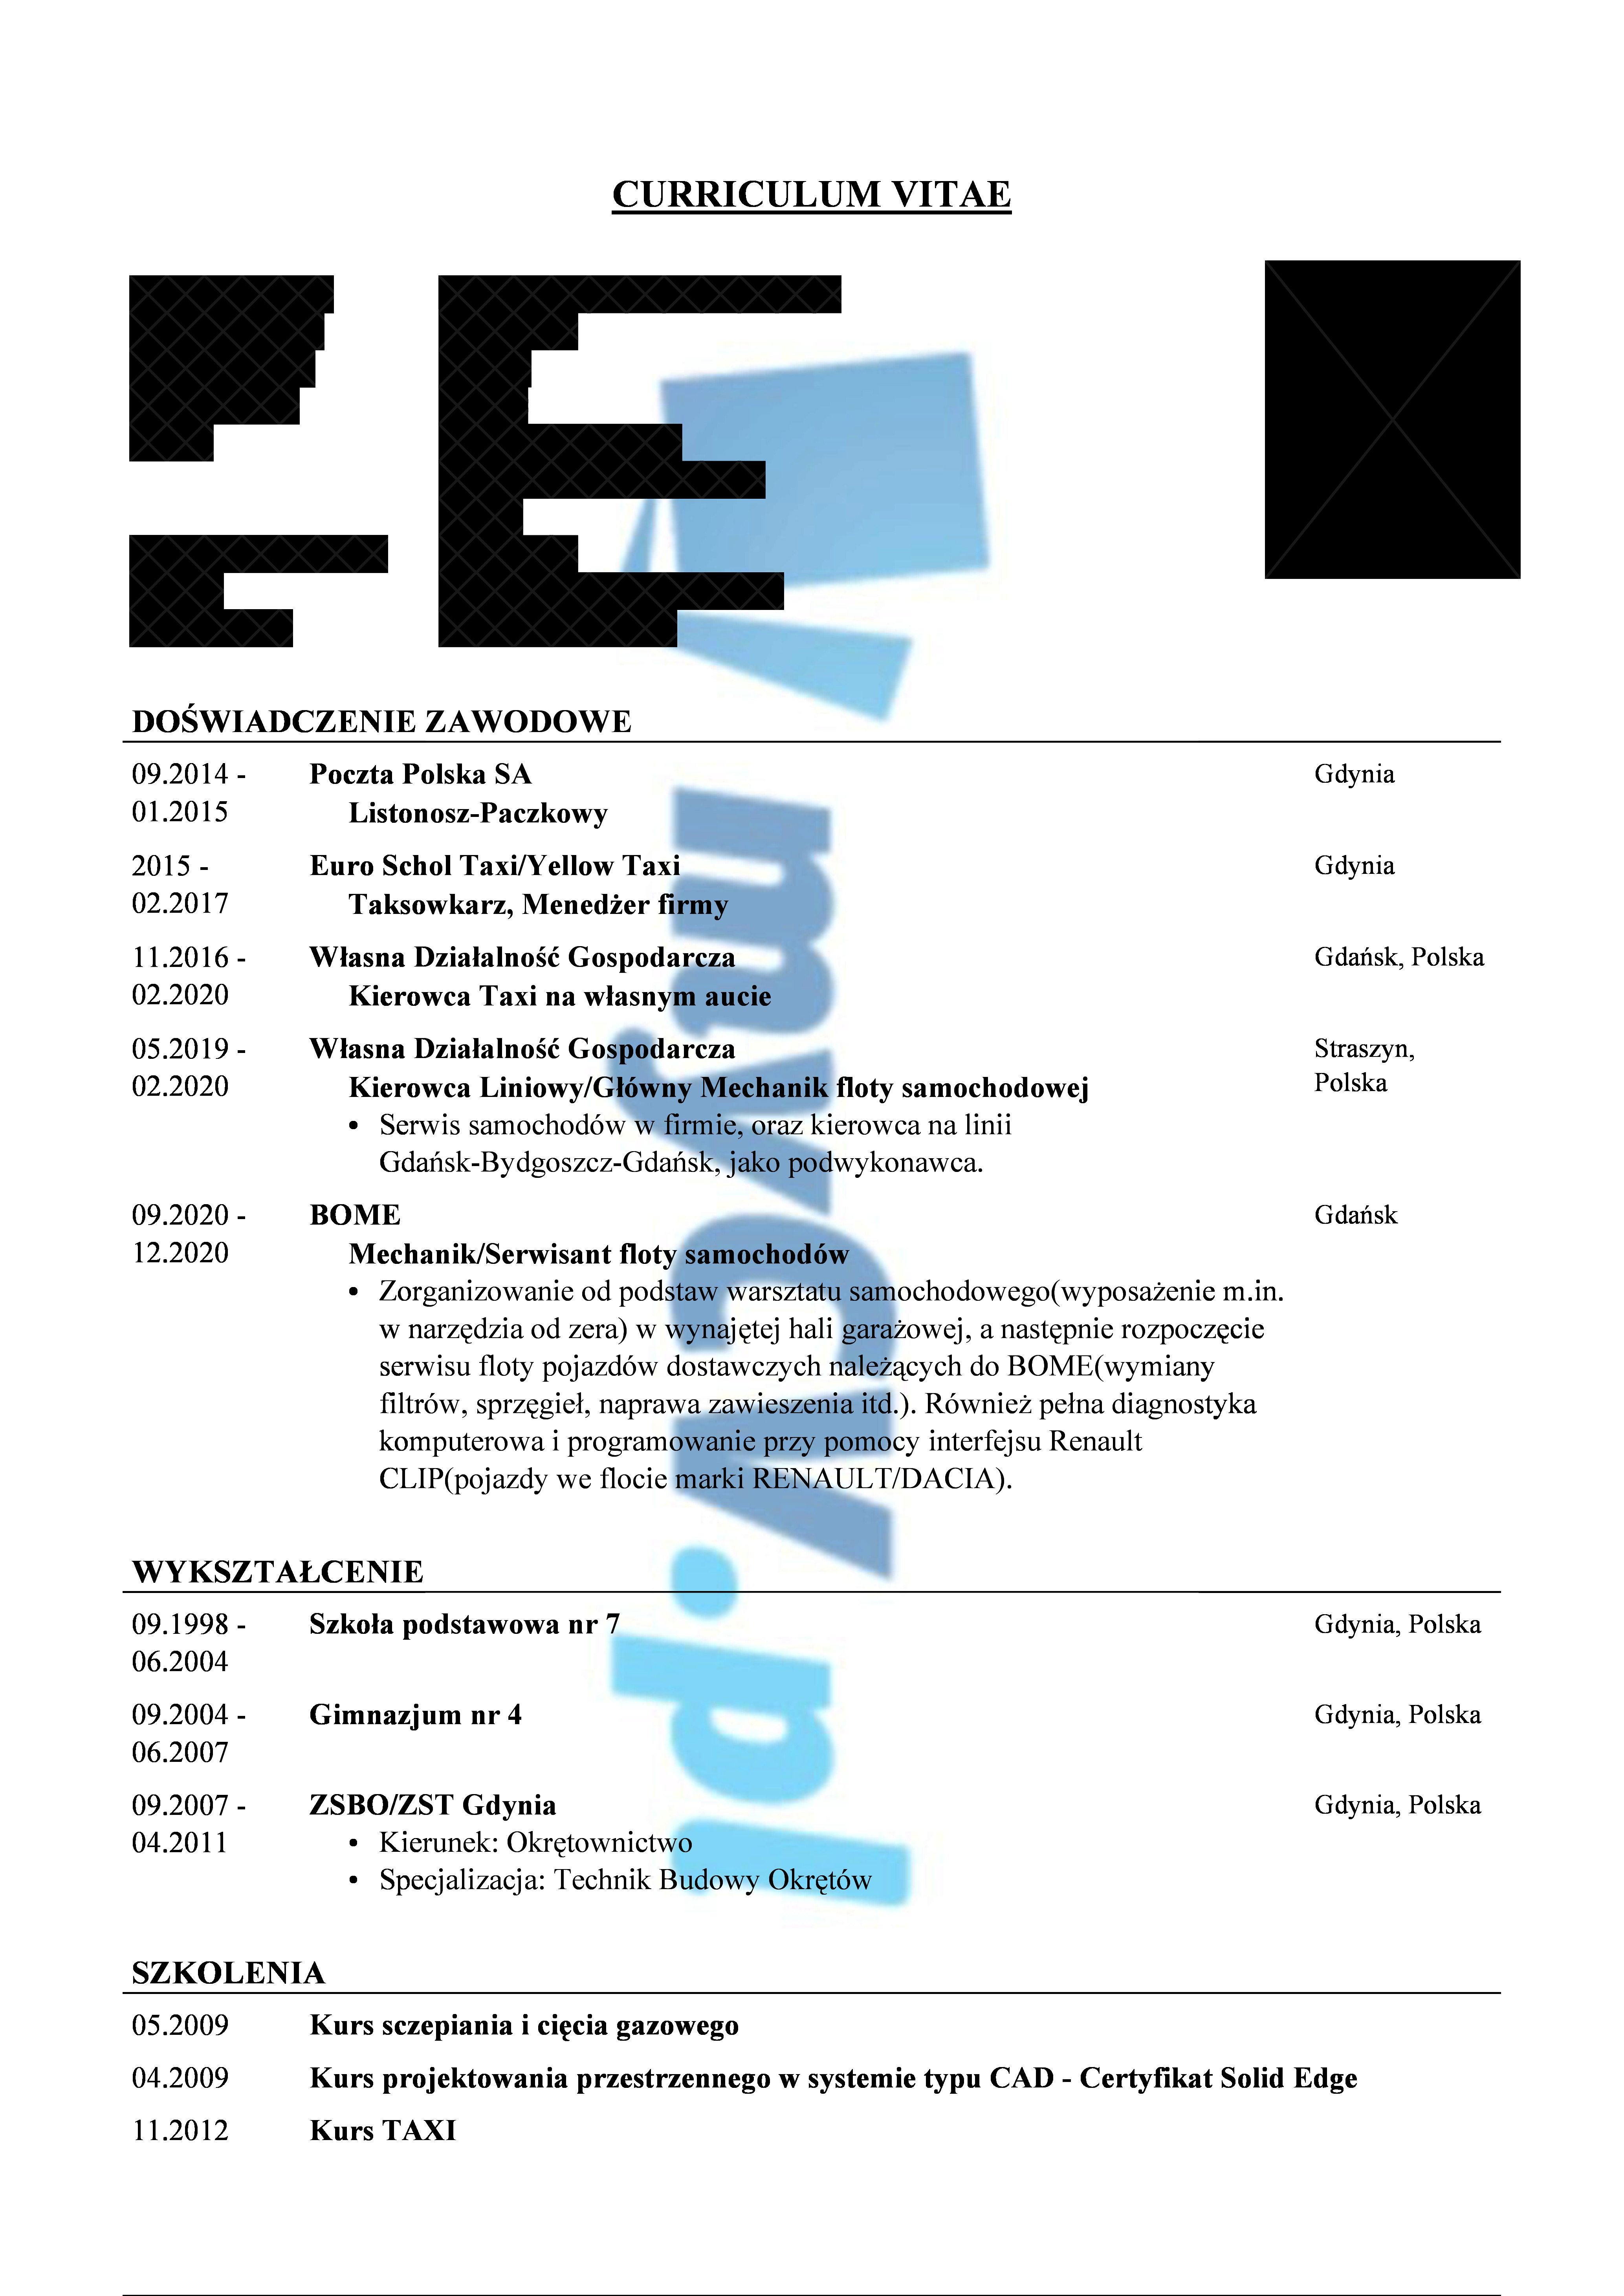 CURRICULUM VITAE
DOŚWIADCZENIE ZAWODOWE
09.2014 - Poczta Polska SA Gdynia
01.2015 Listonosz-Paczkowy
2015 - Euro Schol Taxi/Yellow Taxi Gdynia
02.2017 Taksowkarz, Menedżer firmy
11.2016 - Własna Działalność Gospodarcza Gdańsk, Polska
02.2020 Kierowca Taxi na własnym aucie
05.2019 - Własna Działalność Gospodarcza Straszyn,
02.2020 Kierowca Liniowy/Główny Mechanik floty samochodowej Polska
• Serwis samochodów w firmie, oraz kierowca na linii
Gdańsk-Bydgoszcz-Gdańsk, jako podwykonawca.
09.2020 - BOME Gdańsk
12.2020 Mechanik/Serwisant floty samochodów
• Zorganizowanie od podstaw warsztatu samochodowego(wyposażenie m.in.
w narzędzia od zera) w wynajętej hali garażowej, a następnie rozpoczęcie
serwisu floty pojazdów dostawczych należących do BOME(wymiany
filtrów, sprzęgieł, naprawa zawieszenia itd.). Również pełna diagnostyka
komputerowa i programowanie przy pomocy interfejsu Renault
CLIP(pojazdy we flocie marki RENAULT/DACIA).
WYKSZTAŁCENIE
09.1998 - Szkoła podstawowa nr 7 Gdynia, Polska
06.2004
09.2004 - Gimnazjum nr 4 Gdynia, Polska
06.2007
09.2007 - ZSBO/ZST Gdynia Gdynia, Polska
04.2011 • Kierunek: Okrętownictwo
• Specjalizacja: Technik Budowy Okrętów
SZKOLENIA
05.2009 Kurs sczepiania i cięcia gazowego
04.2009 Kurs projektowania przestrzennego w systemie typu CAD - Certyfikat Solid Edge
11.2012 Kurs TAXI
myCV.pl